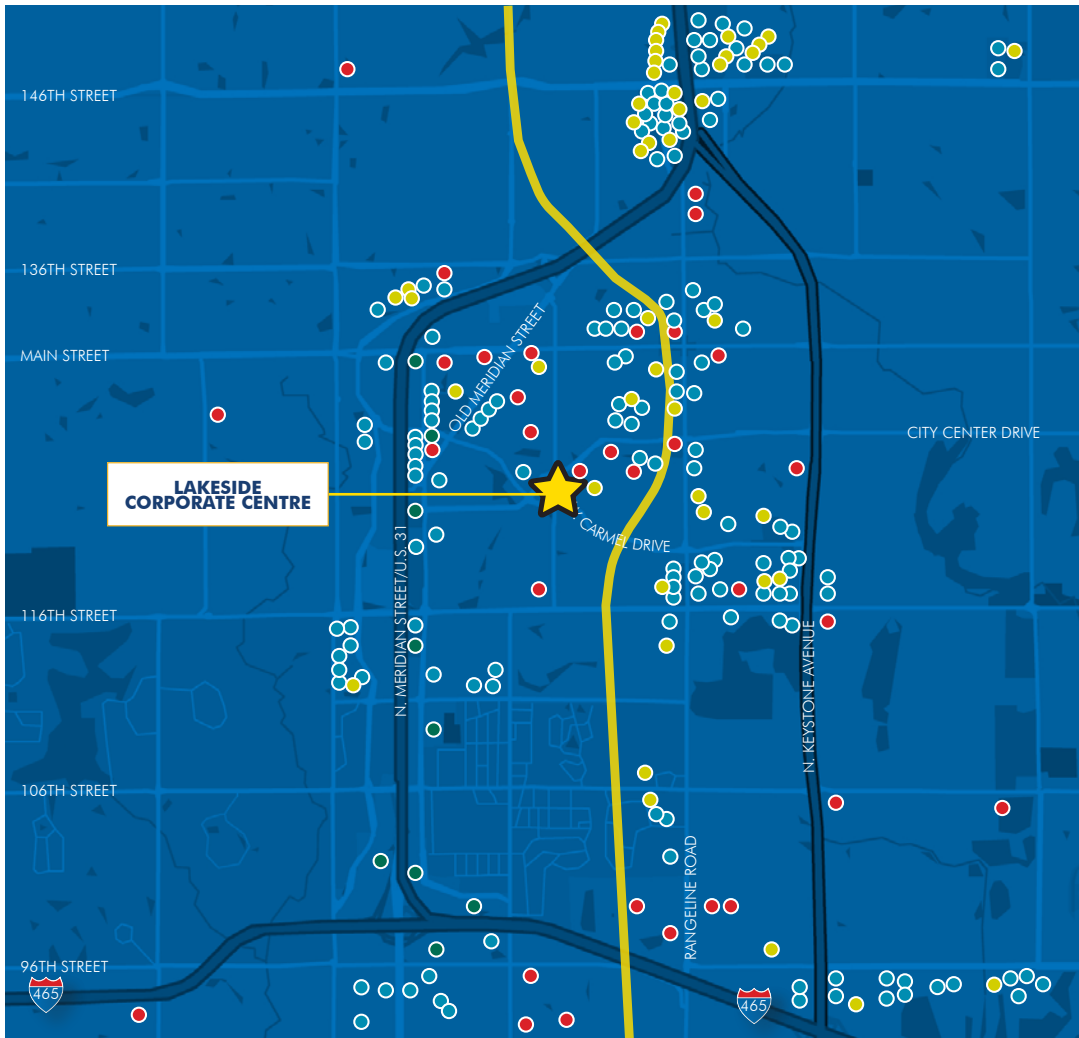 146TH STREET
136TH STREET
OLD MERIDIAN STREET
MAIN STREET
CITY CENTER DRIVE
LAKESIDE
CORPORATE CENTRE
CARMEL DRIVE
N. MERIDIAN STREET/U.S. 31
116TH STREET
N. KEYSTONE AVENUE
106TH STREET
RANGELINE ROAD
96TH STREET
465
465